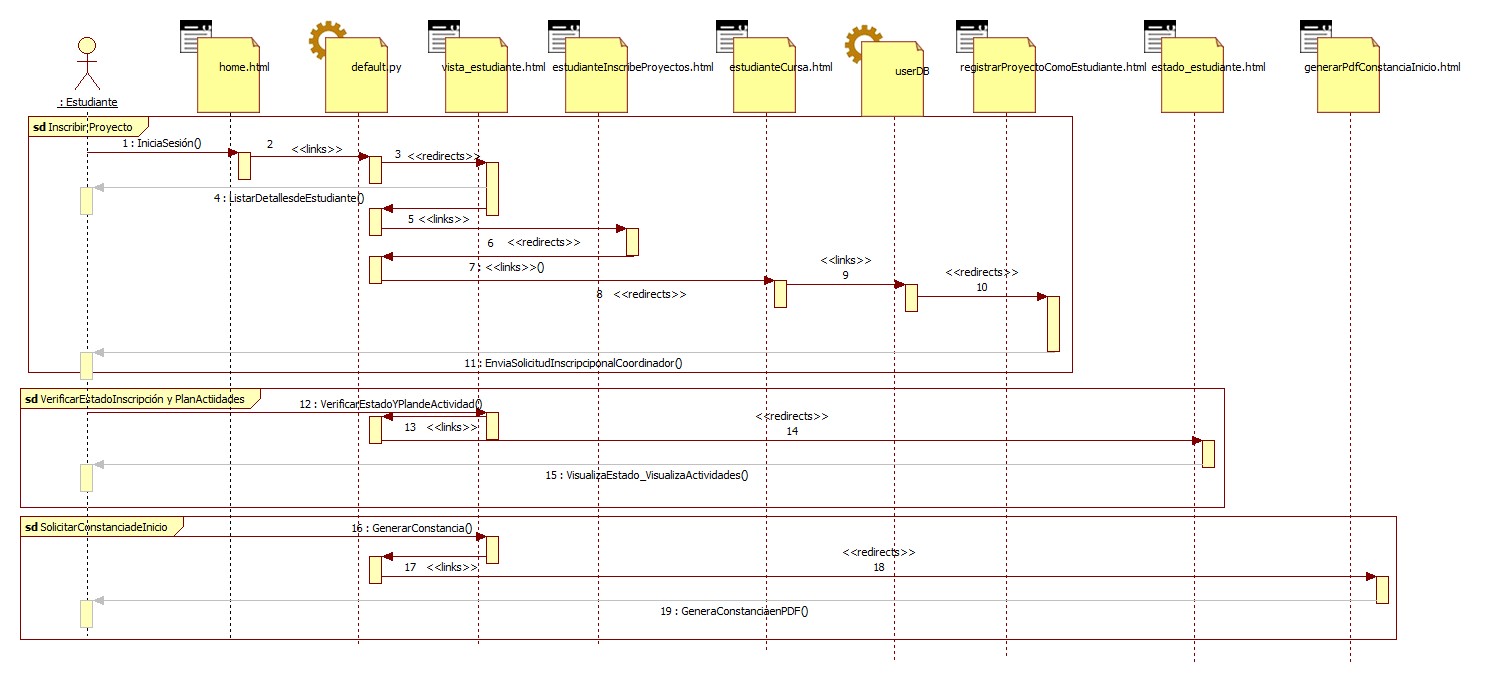 home.html
default.py
vista_estudiante.html
estudianteInscribeProyectos.html
estudianteCursa.html
userDB
registrarProyectoComoEstudiante.html
estado_estudiante.html
generarPdfConstanciaInicio.html
: Estudiante
sd Inscribir Proyecto
1 : IniciaSesión()
2 <<links>>
3 <<redirects>>
4 : ListarDetallesdeEstudiante()
5 <<links>>
6 <<redirects>>
7 : <<links>>()
8 <<redirects>>
<<links>>
9
<<redirects>>
10
11 : EnviaSolicitudInscripciponalCoordinador()
sd VerificarEstadoInscripción y PlanActiidades
12 : VerificarEstadoYPlandeActividad()
13 <<links>>
<<redirects>>
14
15 : VisualizaEstado_VisualizaActividades()
sd SolicitarConstanciadeInicio
16 : GenerarConstancia()
17 <<links>>
<<redirects>>
18
19 : GeneraConstanciaenPDF()